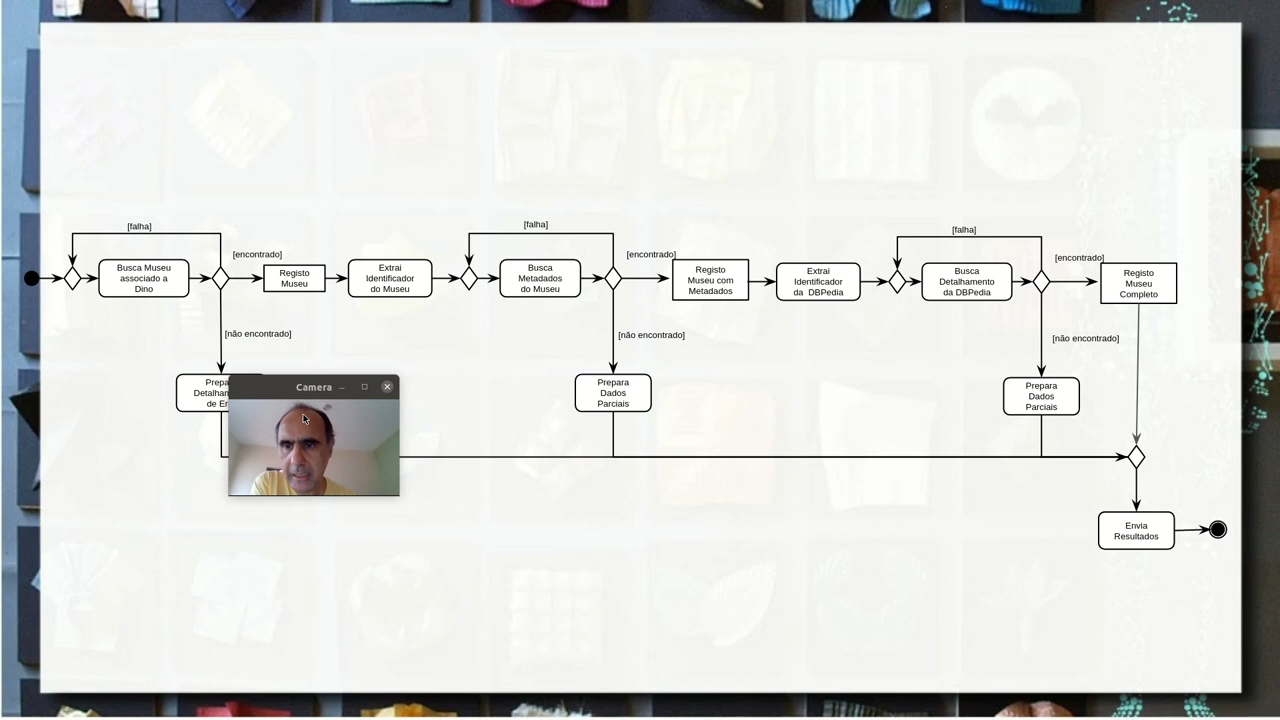 [falha]
[falha]
[falha]
[encontrado]
[encontrado]
[encontrado]
Busca Museu
associado a
Dino
Registo
Museu
Extrai
Identificador
do Museu
Busca
Metadados
do Museu
Registo
Museu com
Metadados
Extrai
Identificador
da DBPedia
Busca
Detalhamento
da DBPedia
Registo
Museu
Completo
[não encontrado]
[não encontrado]
[não encontrado]
de
Camera
Prepara
Dados
Parciais
Prepara
Dados
Parciais
Envia
Resultados